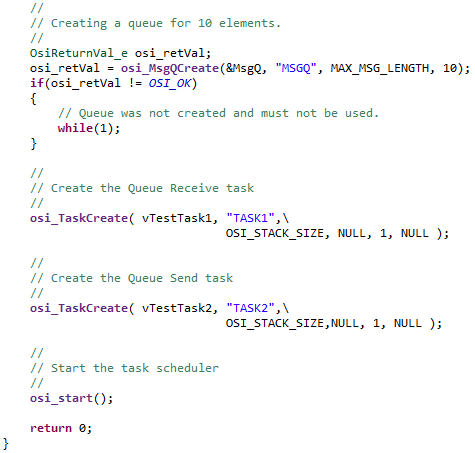 //
// Creating a queue for 10 elements.
//
OsiReturnVal_e osi_retVal;
osi_retVal = osi_MsgQCreate(&MsgQ, "MSGQ", MAX_MSG_LENGTH, 10);
if(osi_retVal != OSI_OK)
{
// Queue was not created and must not be used.
while(1);
}
//
// Create the Queue Receive task
//
osi_TaskCreate( vTestTask1, "TASK1",\
OSI_STACK_SIZE, NULL, 1, NULL );
//
// Create the Queue Send task
//
osi_TaskCreate( vTestTask2, "TASK2",\
OSI_STACK_SIZE,NULL, 1, NULL );
//
// Start the task scheduler
//
osi_start();
return 0;
}